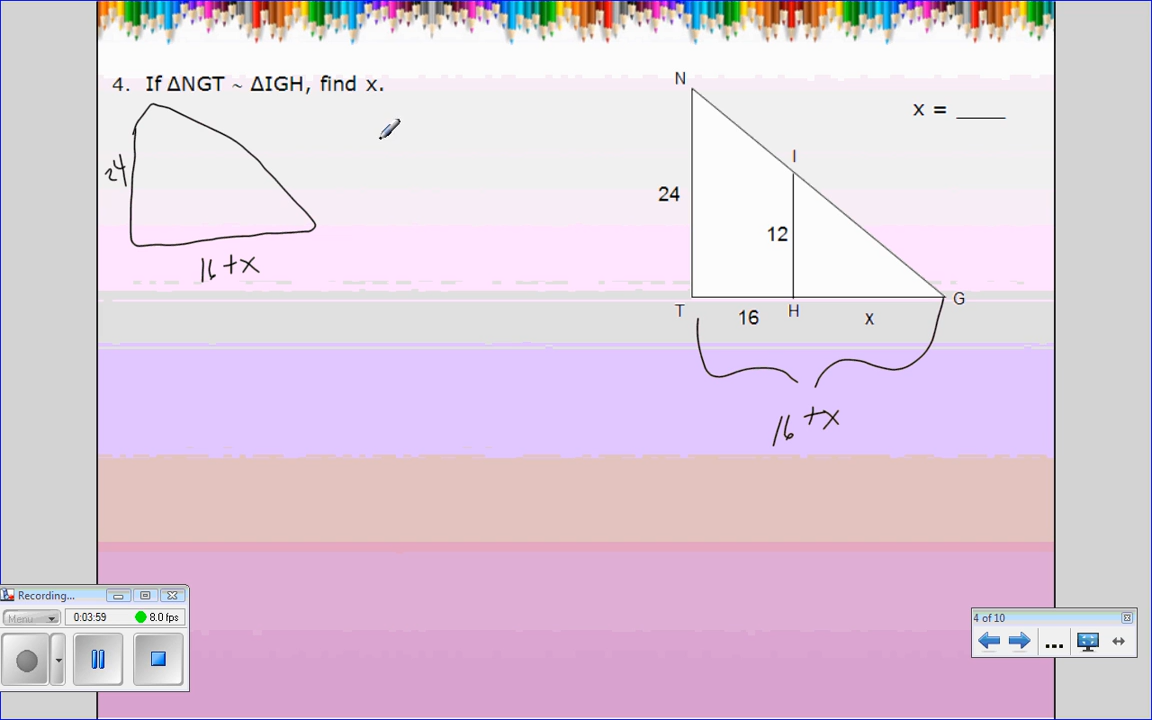 4. If ΔNGT ~ ΔIGH, find x.
x = ____
N
I
24
24
12
16+x
T
16
H
x
G
16+x
Recording...
Menu
0:03:59
8.0 fps
4 of 10
...